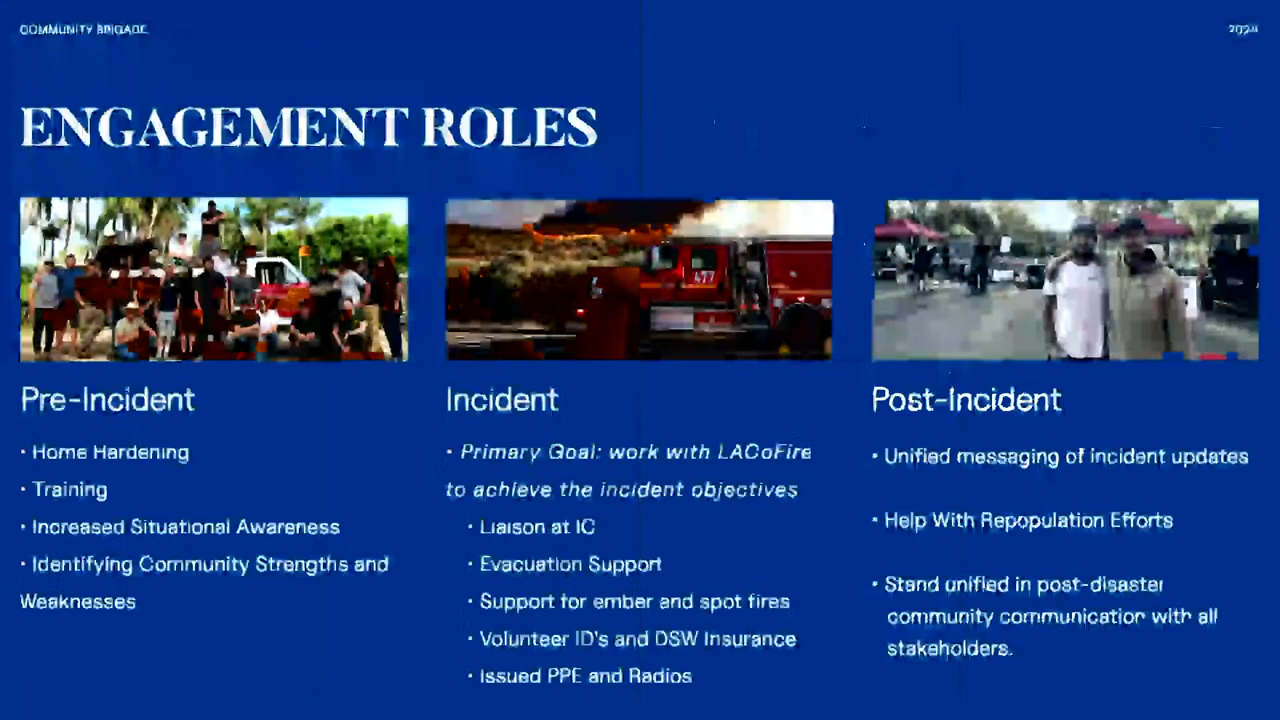 COMMUNITY BRIGADE
2024
ENGAGEMENT ROLES
477
Pre-Incident
• Home Hardening
• Training
• Increased Situational Awareness
• Identifying Community Strengths and
Weaknesses
Incident
• Primary Goal: work with LACoFire
to achieve the incident objectives
• Liaison at IC
• Evacuation Support
• Support for ember and spot fires
• Volunteer ID's and DSW Insurance
• Issued PPE and Radios
Post-Incident
• Unified messaging of incident updates
• Help With Repopulation Efforts
• Stand unified in post-disaster
community communication with all
stakeholders.